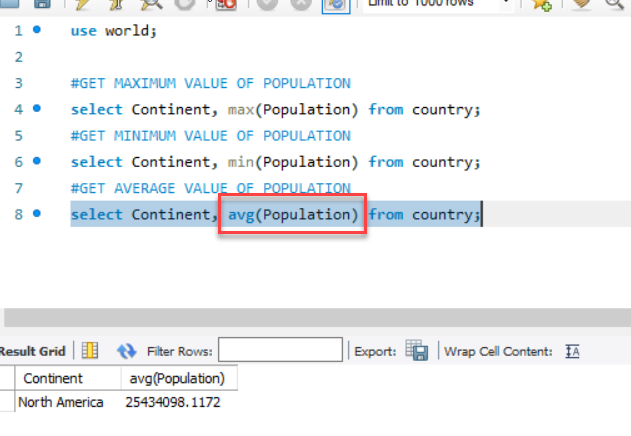 Limit to 1000 rows
1 use world;
2
3 #GET MAXIMUM VALUE OF POPULATION
4 select Continent, max(Population) from country;
5 #GET MINIMUM VALUE OF POPULATION
6 select Continent, min(Population) from country;
7 #GET AVERAGE VALUE OF POPULATION
8 select Continent, avg(Population) from country;
Result Grid Filter Rows: Export: Wrap Cell Content:
Continent avg(Population)
North America 25434098.1172